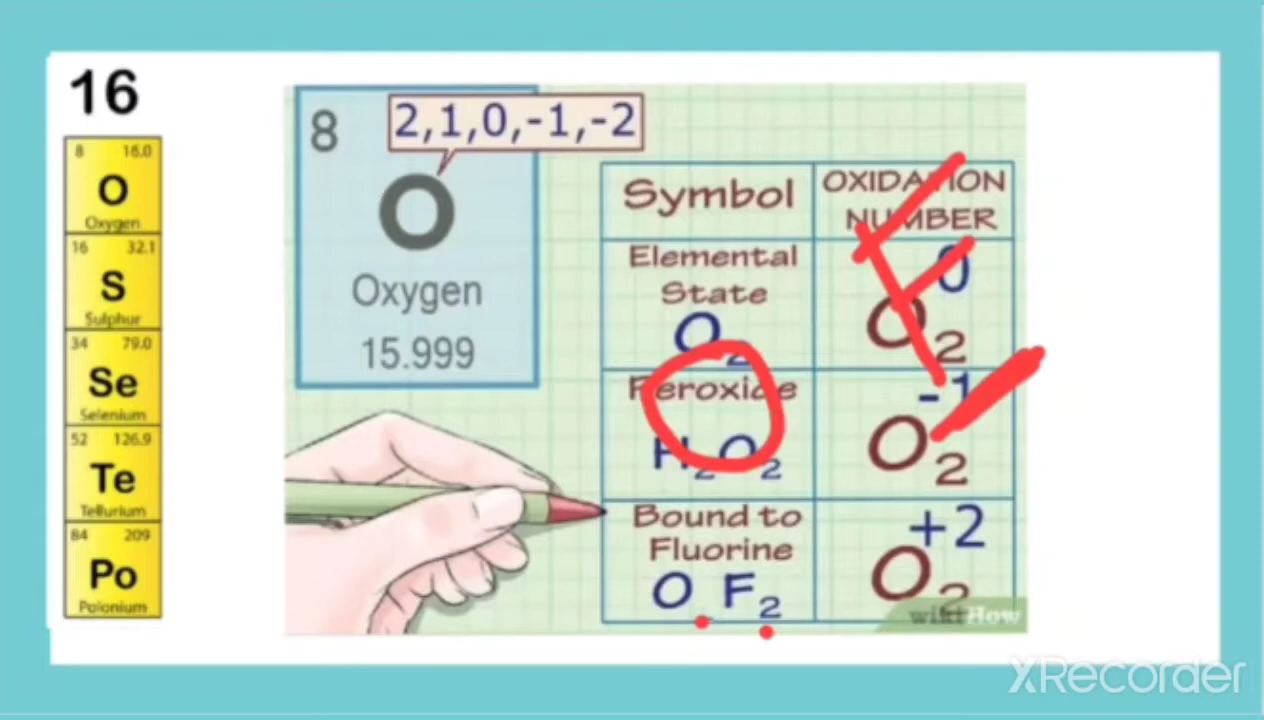 16
8 16.0
O
Oxygen
16 32.1
S
Sulphur
34 79.0
Se
Selenium
52 126.9
Te
Tellurium
84 209
Po
Polonium
8
2,1,0,-1,-2
O
Oxygen
15.999
Symbol
OXIDATION
NUMBER
Elemental
State
O2
0
O2
Peroxide
H2O2
-1
O2
Bound to
Fluorine
O F2
+2
O2
wikiHow
XRecorder